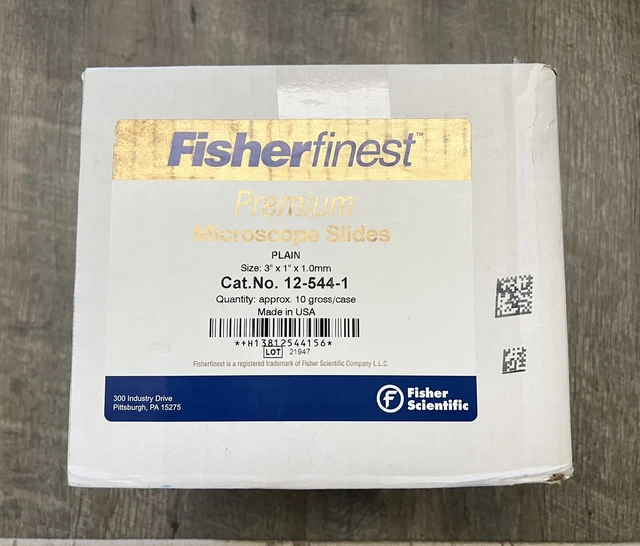 Fisherfinest™
Premium
Microscope Slides
PLAIN
Size: 3" x 1" x 1.0mm
Cat.No. 12-544-1
Quantity: approx. 10 gross/case
Made in USA
*+H13812544156*
LOT 21947
Fisherfinest is a registered trademark of Fisher Scientific Company L.L.C.
300 Industry Drive
Pittsburgh, PA 15275
Fisher
Scientific